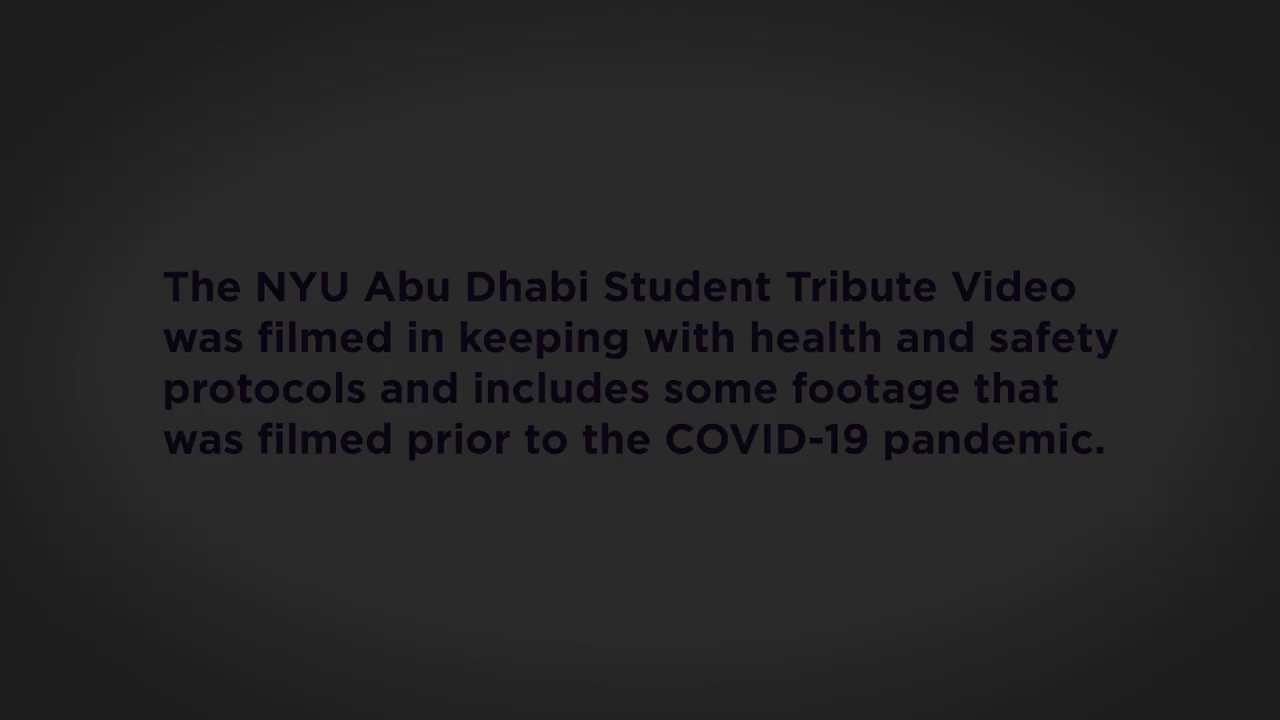 The NYU Abu Dhabi Student Tribute Video
was filmed in keeping with health and safety
protocols and includes some footage that
was filmed prior to the COVID-19 pandemic.